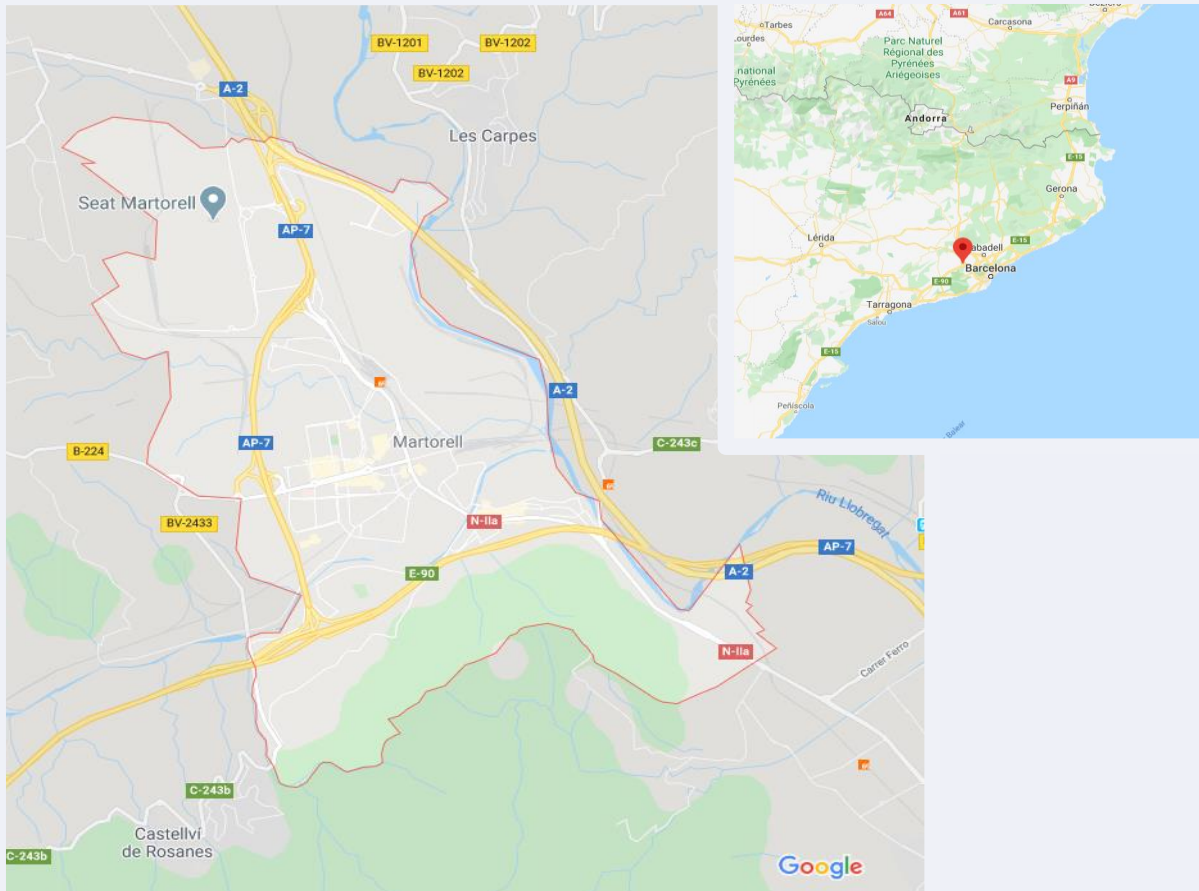 BV-1201
BV-1202
BV-1202
A-2
Les Carpes
Seat Martorell
AP-7
A-2
AP-7
Martorell
B-224
C-243c
BV-2433
N-IIa
Riu Llobregat
AP-7
E-90
A-2
N-IIa
Carrer Ferro
C-243b
Castellví
de Rosanes
C-243b
Google
A64
A61
Carcasona
Tarbes
Parc Naturel
Régional des
Pyrénées
Ariégeoises
national
Pyrénées
A9
Perpiñán
Andorra
E-15
Gerona
Lérida
abadell
E-15
Barcelona
E-90
Tarragona
Salou
E-15
Peñíscola
Balear